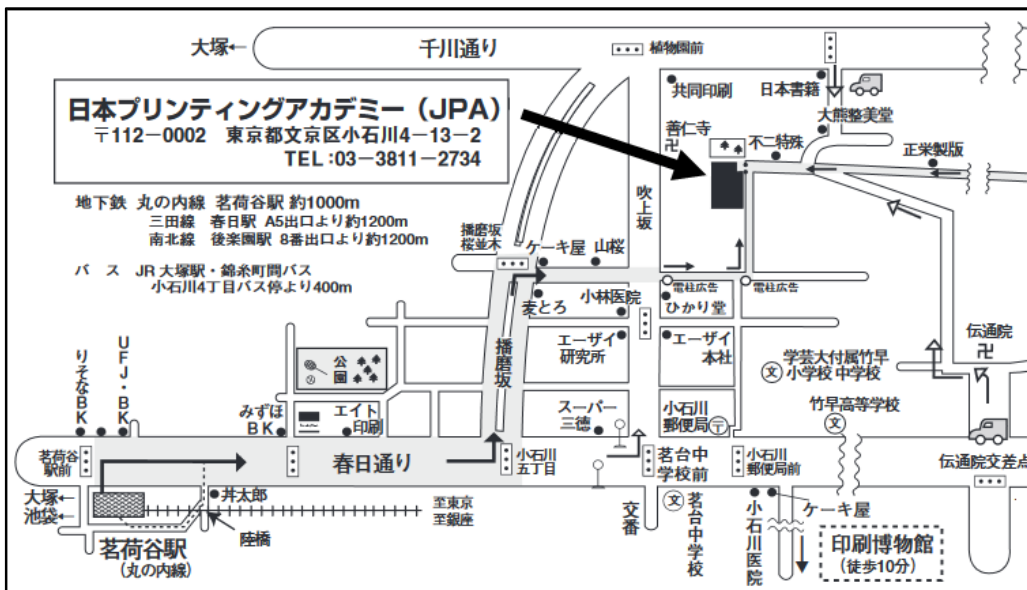 大塚←
千川通り
植物園前
日本プリンティングアカデミー（JPA）
〒112－0002　東京都文京区小石川4－13－2
TEL：03－3811－2734
共同印刷
日本書籍
大熊整美堂
善仁寺
卍
不二特殊
正栄製版
地下鉄 丸の内線 茗荷谷駅 約1000m
三田線　春日駅 A5出口より約1200m
南北線　後楽園駅 8番出口より約1200m
バス　JR 大塚駅・錦糸町間バス
小石川4丁目バス停より400m
吹上坂
播磨坂
桜並木
ケーキ屋
山桜
電柱広告
電柱広告
麦とろ
小林医院
ひかり堂
播磨坂
エーザイ
研究所
エーザイ
本社
伝通院
卍
学芸大付属竹早
小学校 中学校
文
竹早高等学校
文
公園
りそなBK
UFJ・BK
みずほ
BK
エイト
印刷
スーパー
三徳
小石川
郵便局
〒
茗荷谷
駅前
春日通り
小石川
五丁目
茗台中
学校前
小石川
郵便局前
伝通院交差点
大塚←
池袋←
丼太郎
至東京
至銀座
陸橋
茗荷谷駅
（丸の内線）
交番
文
茗台中学校
小石川医院
ケーキ屋
印刷博物館
（徒歩10分）